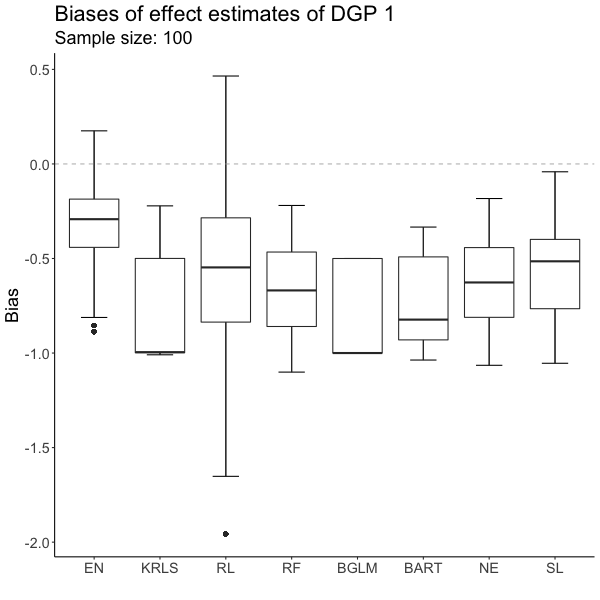 Biases of effect estimates of DGP 1
Sample size: 100
Bias
0.5
0.0
-0.5
-1.0
-1.5
-2.0
EN KRLS RL RF BGLM BART NE SL